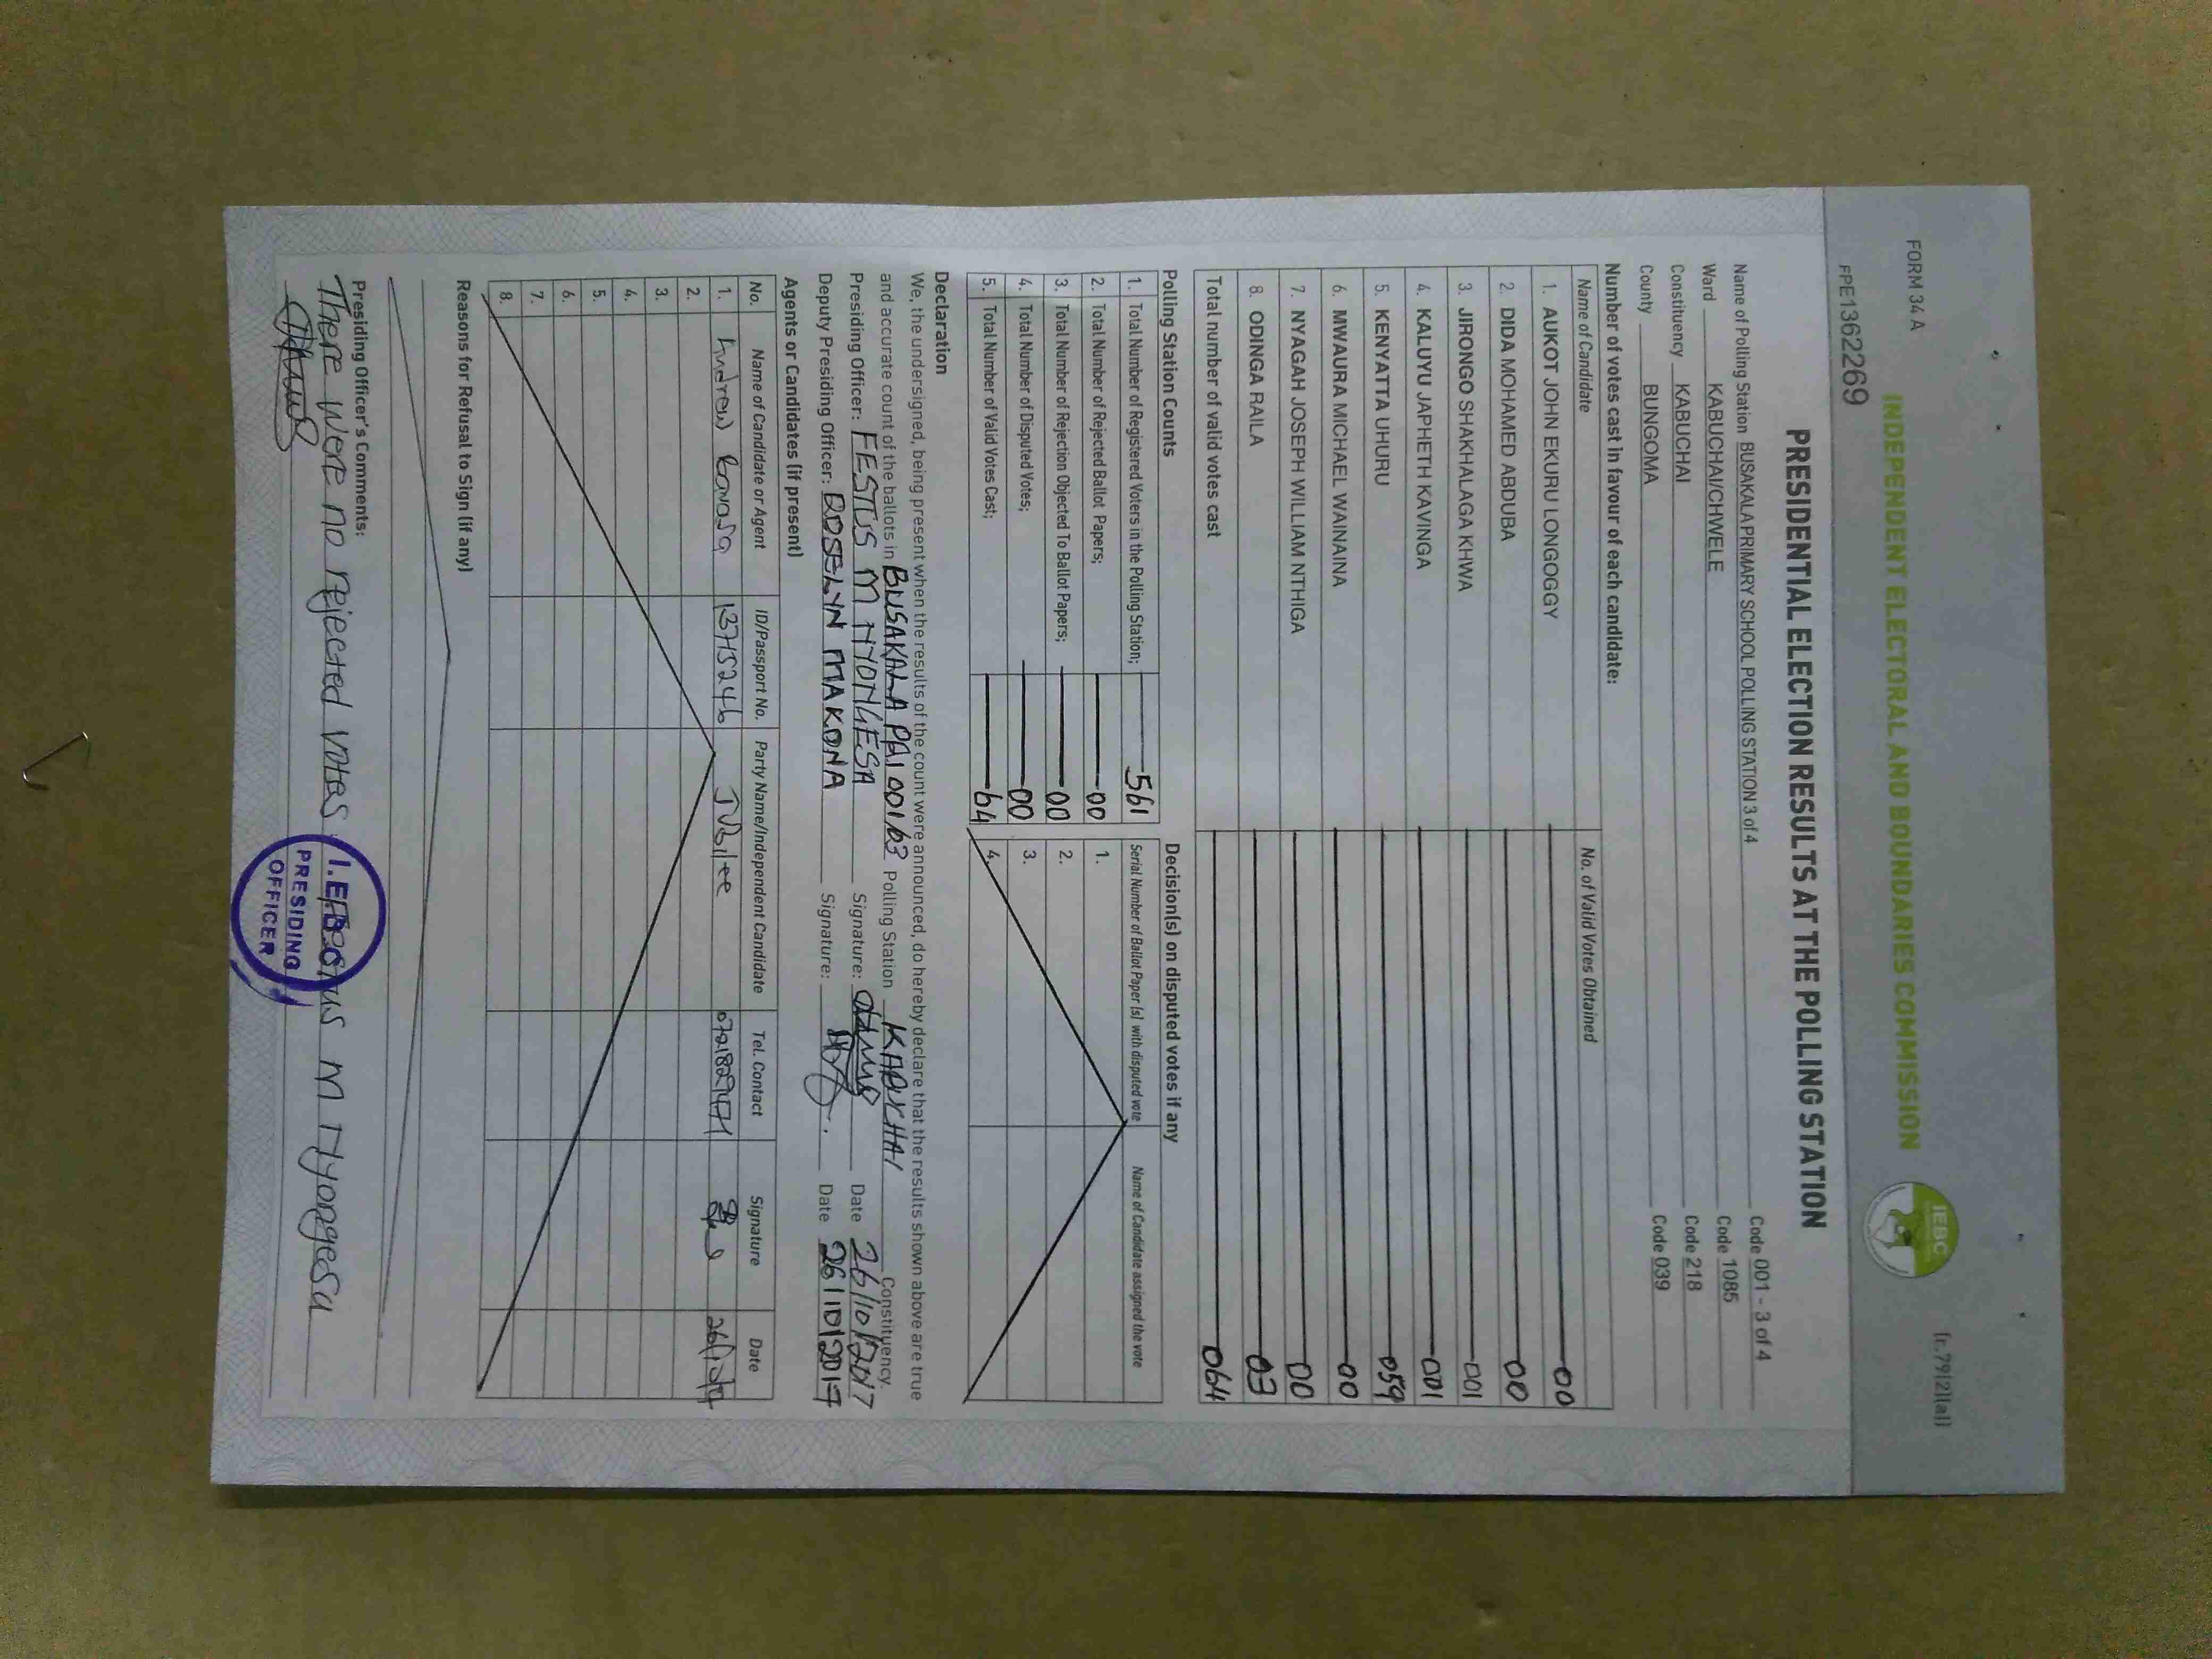 FORM 34 A
(r.79(2)(a))
INDEPENDENT ELECTORAL AND BOUNDARIES COMMISSION
IEBC
FPE1362269
PRESIDENTIAL ELECTION RESULTS AT THE POLLING STATION
Name of Polling Station BUSAKALA PRIMARY SCHOOL POLLING STATION 3 of 4 Code 001 - 3 of 4
Ward KABUCHAI/CHWELE Code 1085
Constituency KABUCHAI Code 218
County BUNGOMA Code 039
Number of votes cast in favour of each candidate:
Name of Candidate No. of Valid Votes Obtained
1. AUKOT JOHN EKURU LONGOGGY 00
2. DIDA MOHAMED ABDUBA 00
3. JIRONGO SHAKHALAGA KHWA 001
4. KALUYU JAPHETH KAVINGA 001
5. KENYATTA UHURU 059
6. MWAURA MICHAEL WAINAINA 00
7. NYAGAH JOSEPH WILLIAM NTHIGA 00
8. ODINGA RAILA 03
Total number of valid votes cast 064
Polling Station Counts
1. Total Number of Registered Voters in the Polling Station; 561
2. Total Number of Rejected Ballot Papers; 00
3. Total Number of Rejection Objected To Ballot Papers; 00
4. Total Number of Disputed Votes; 00
5. Total Number of Valid Votes Cast; 64
Decision(s) on disputed votes if any
Serial Number of Ballot Paper (s) with disputed vote Name of Candidate assigned the vote
1.
2.
3.
4.
Declaration
We, the undersigned, being present when the results of the count were announced, do hereby declare that the results shown above are true
and accurate count of the ballots in BUSAKALA Polling Station KABUCHAI Constituency.
Presiding Officer: FESTUS M NYONGESA Signature: Date 26/10/2017
Deputy Presiding Officer: ROSELYN MAKONA Signature: Date 26/10/2017
Agents or Candidates (if present)
No. Name of Candidate or Agent ID/Passport No. Party Name/Independent Candidate Tel. Contact Signature Date
1. Andrew 13775246 Jubilee
2.
3.
4.
5.
6.
7.
8.
Reasons for Refusal to Sign (if any)
Presiding Officer's Comments:
There were no rejected votes. M Nyongesa
I.E.B.C
PRESIDING
OFFICER